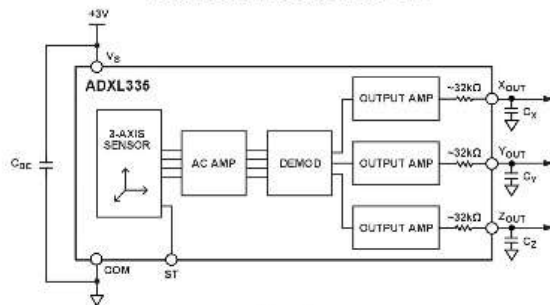 +3V
VS
ADXL335
3-AXIS
SENSOR
AC AMP
DEMOD
OUTPUT AMP
~32kΩ
XOUT
CX
OUTPUT AMP
~32kΩ
YOUT
CY
OUTPUT AMP
~32kΩ
ZOUT
CZ
CDC
COM
ST